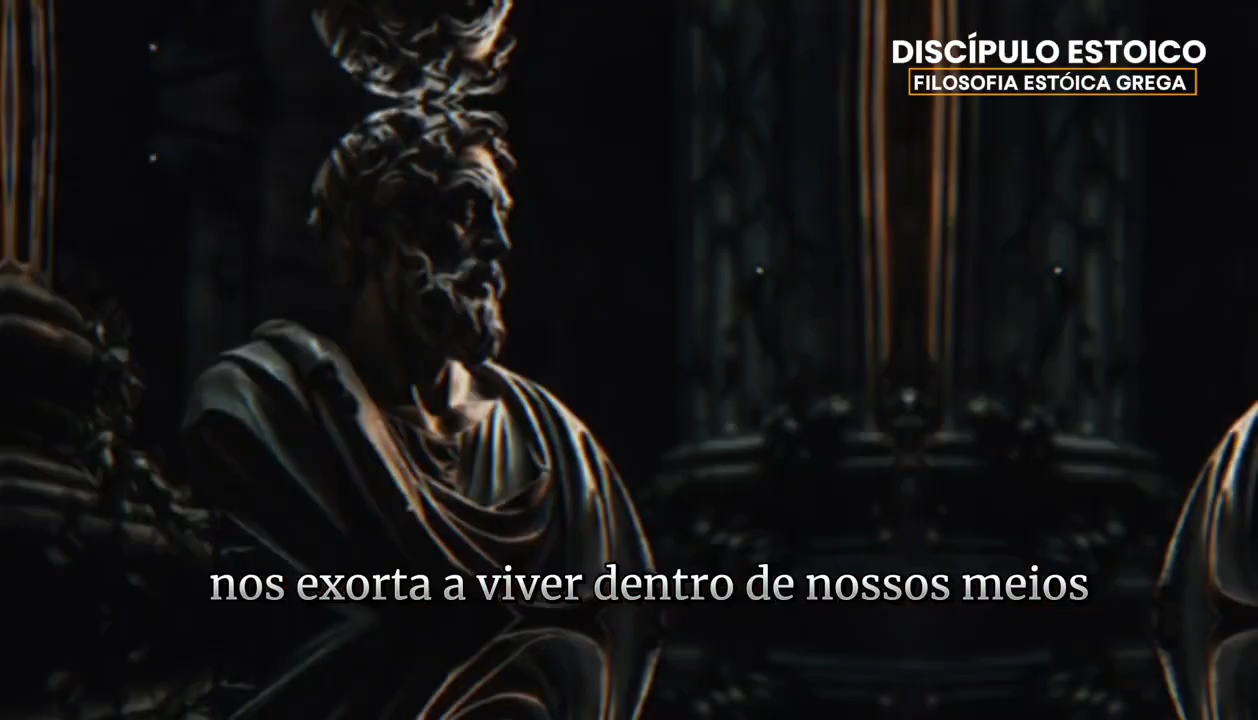 DISCÍPULO ESTOICO
FILOSOFIA ESTÓICA GREGA
nos exorta a viver dentro de nossos meios